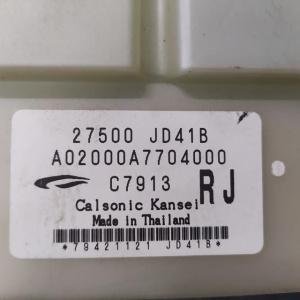 27500 JD41B
A02000A7704000
C7913 RJ
Calsonic Kansei
Made in Thailand
*79421121 JD41B*